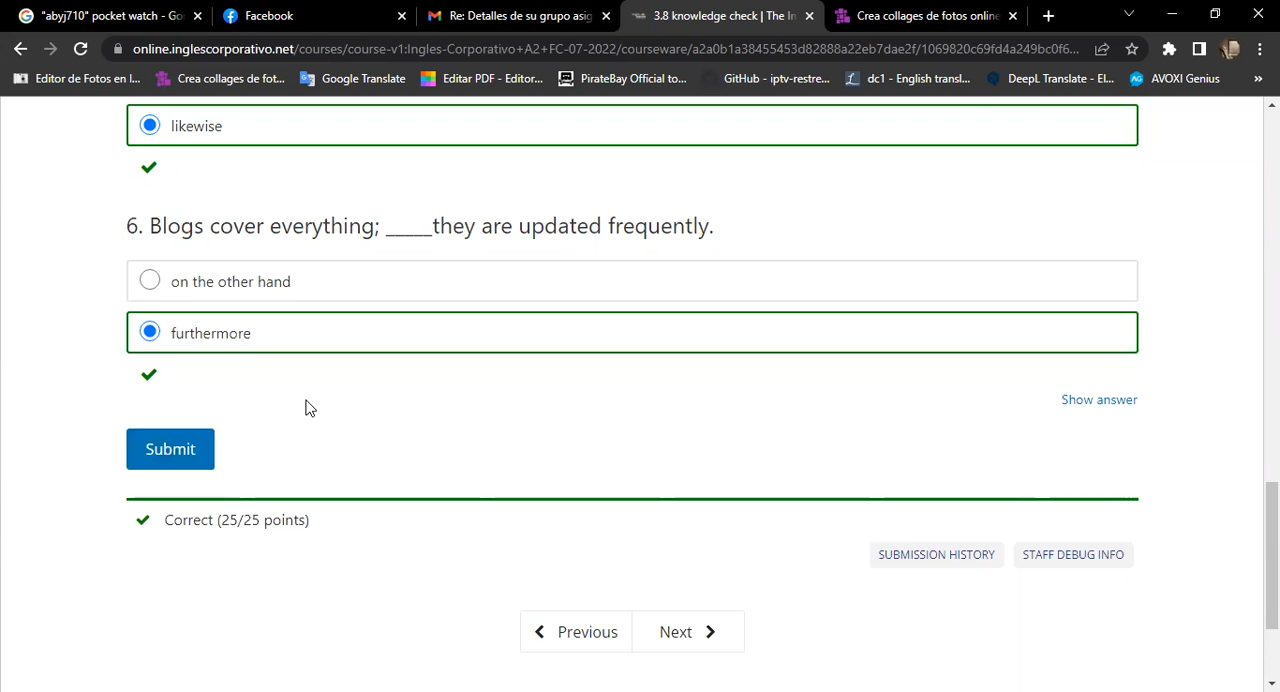 "abyj710" pocket watch - Go
Facebook
Re: Detalles de su grupo asig
3.8 knowledge check | The In
Crea collages de fotos online
online.inglescorporativo.net/courses/course-v1:Ingles-Corporativo+A2+FC-07-2022/courseware/a2a0b1a38455453d82888a22eb7dae2f/1069820c69fd4a249bc0f6...
Editor de Fotos en l...
Crea collages de fot...
Google Translate
Editar PDF - Editor...
PirateBay Official to...
GitHub - iptv-restre...
dc1 - English transl...
DeepL Translate - El...
AVOXI Genius
»
likewise
6. Blogs cover everything; _____they are updated frequently.
on the other hand
furthermore
Show answer
Submit
Correct (25/25 points)
SUBMISSION HISTORY
STAFF DEBUG INFO
Previous
Next